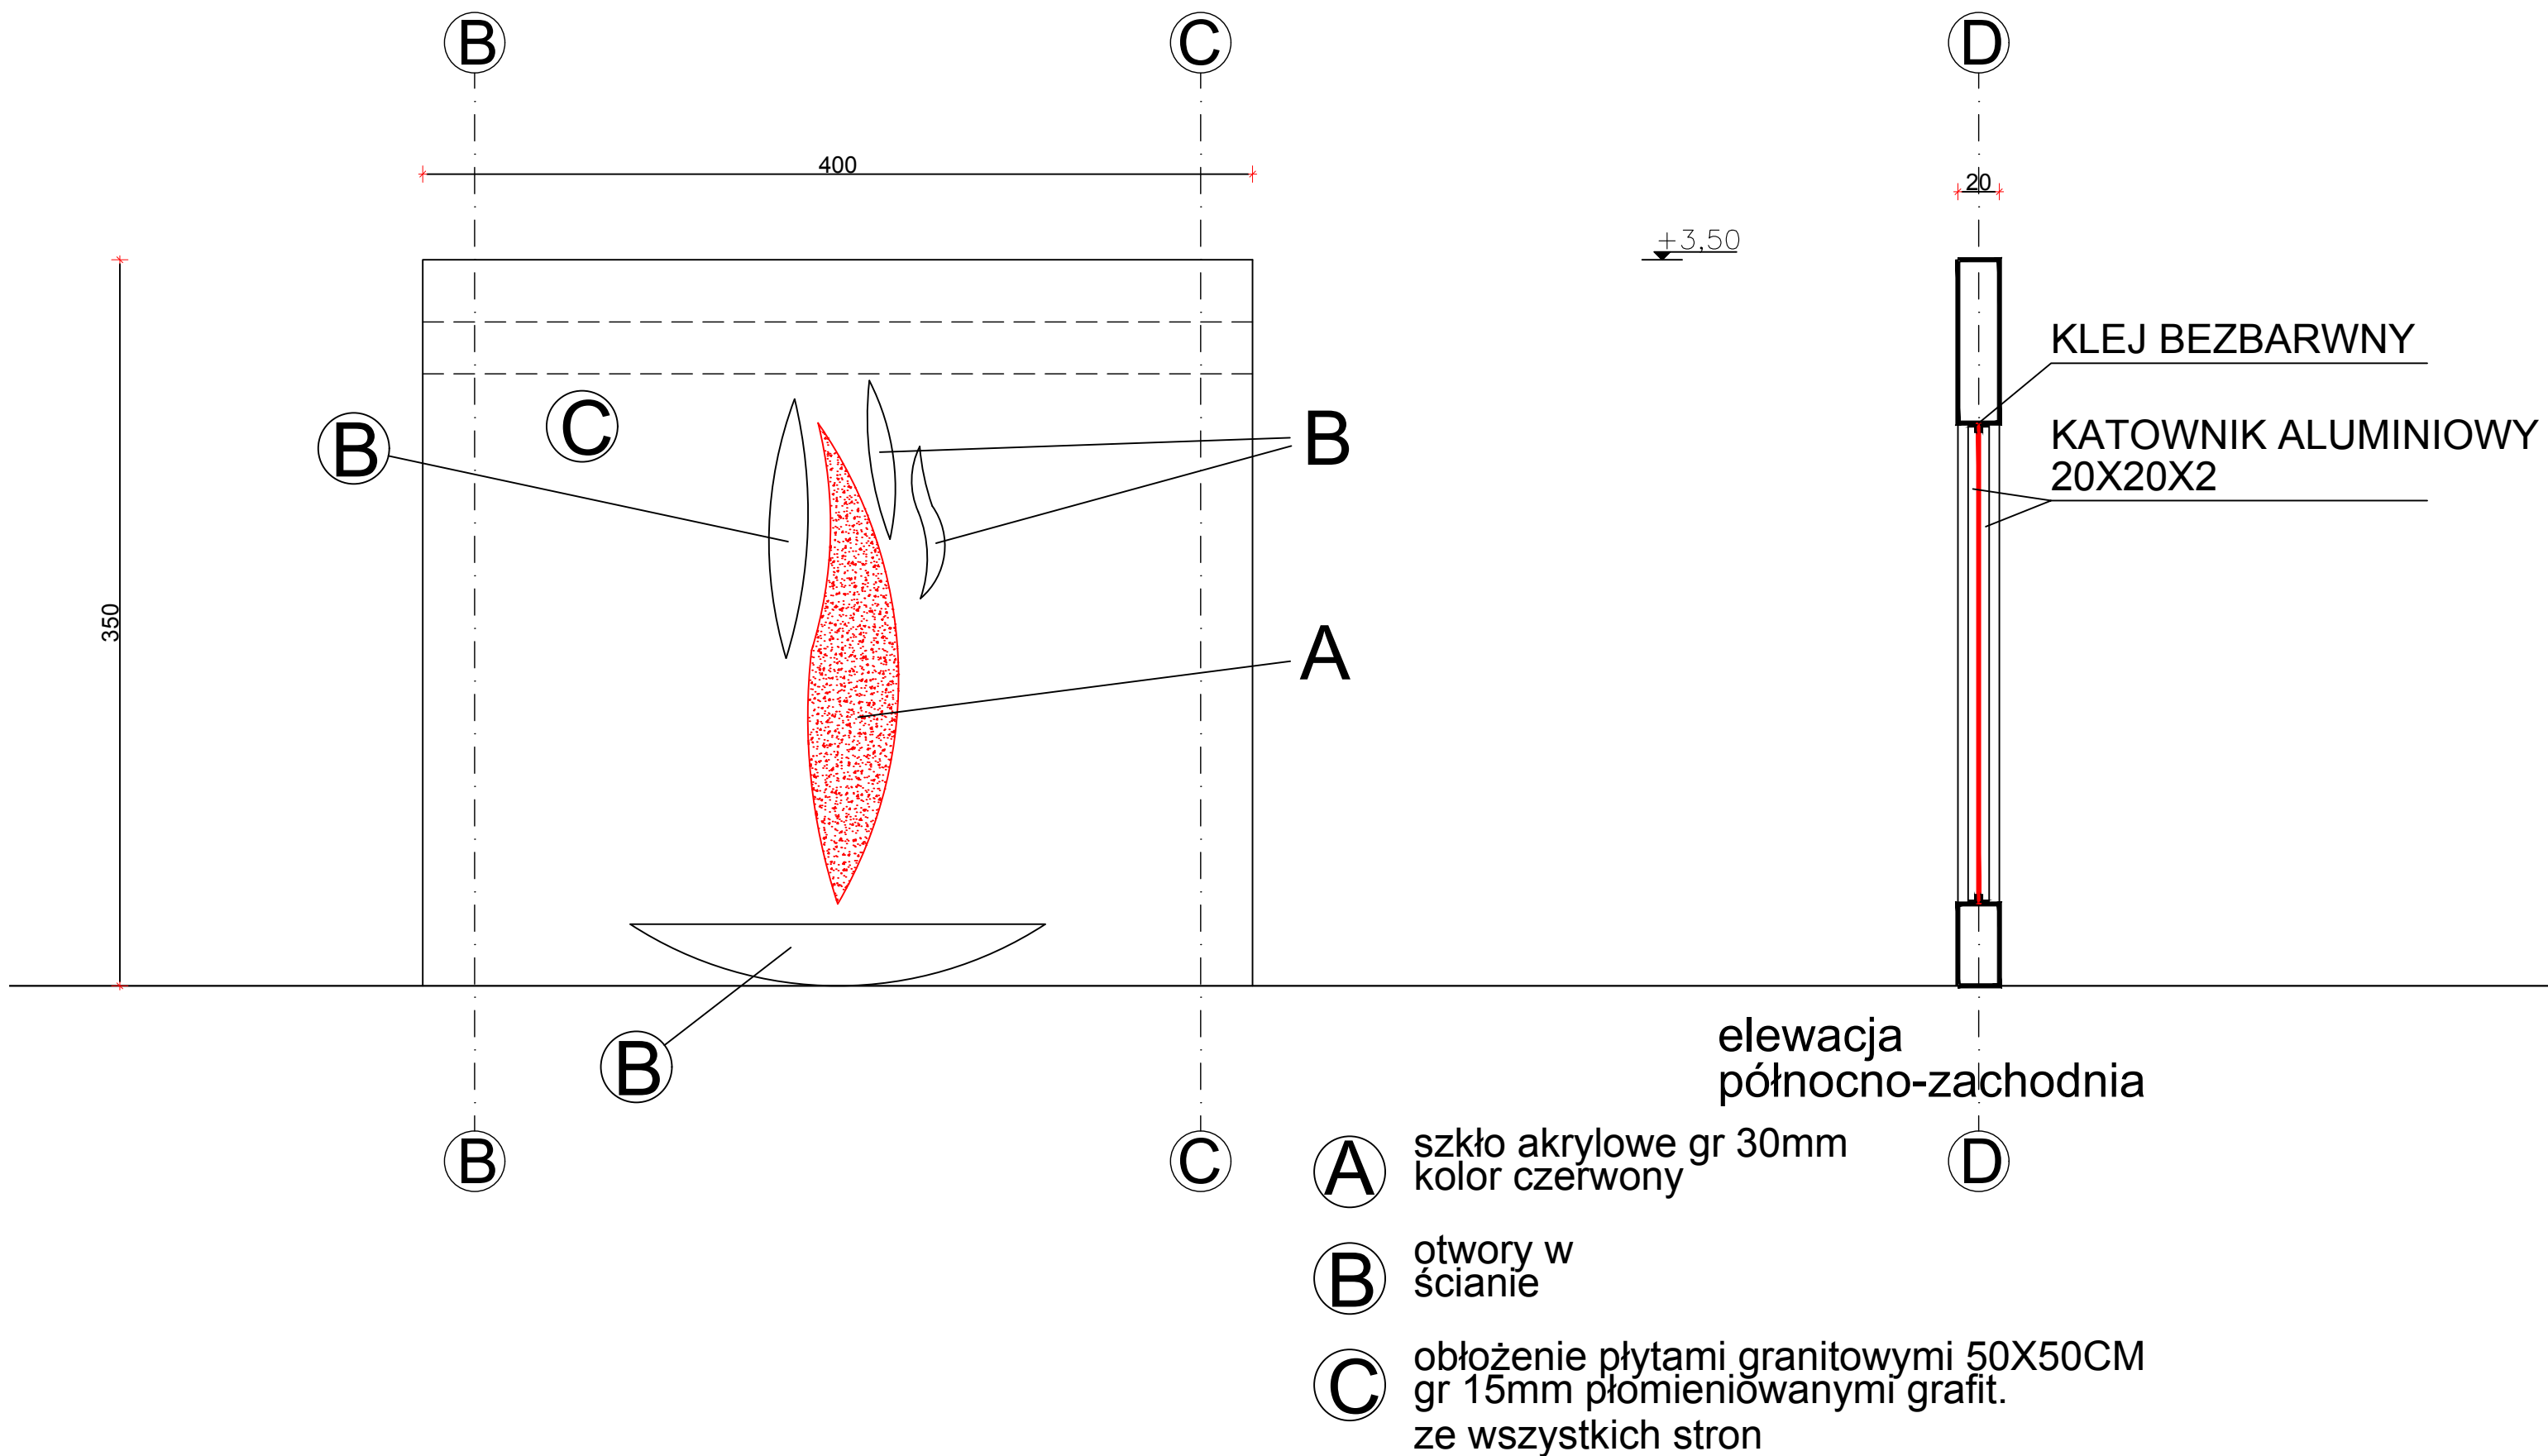 B
C
D
400
20
+3,50
KLEJ BEZBARWNY
C
B
B
KATOWNIK ALUMINIOWY
20X20X2
350
A
B
elewacja
północno-zachodnia
B
C
D
A
szkło akrylowe gr 30mm
kolor czerwony
B
otwory w
ścianie
C
obłożenie płytami granitowymi 50X50CM
gr 15mm płomieniowanymi grafit.
ze wszystkich stron